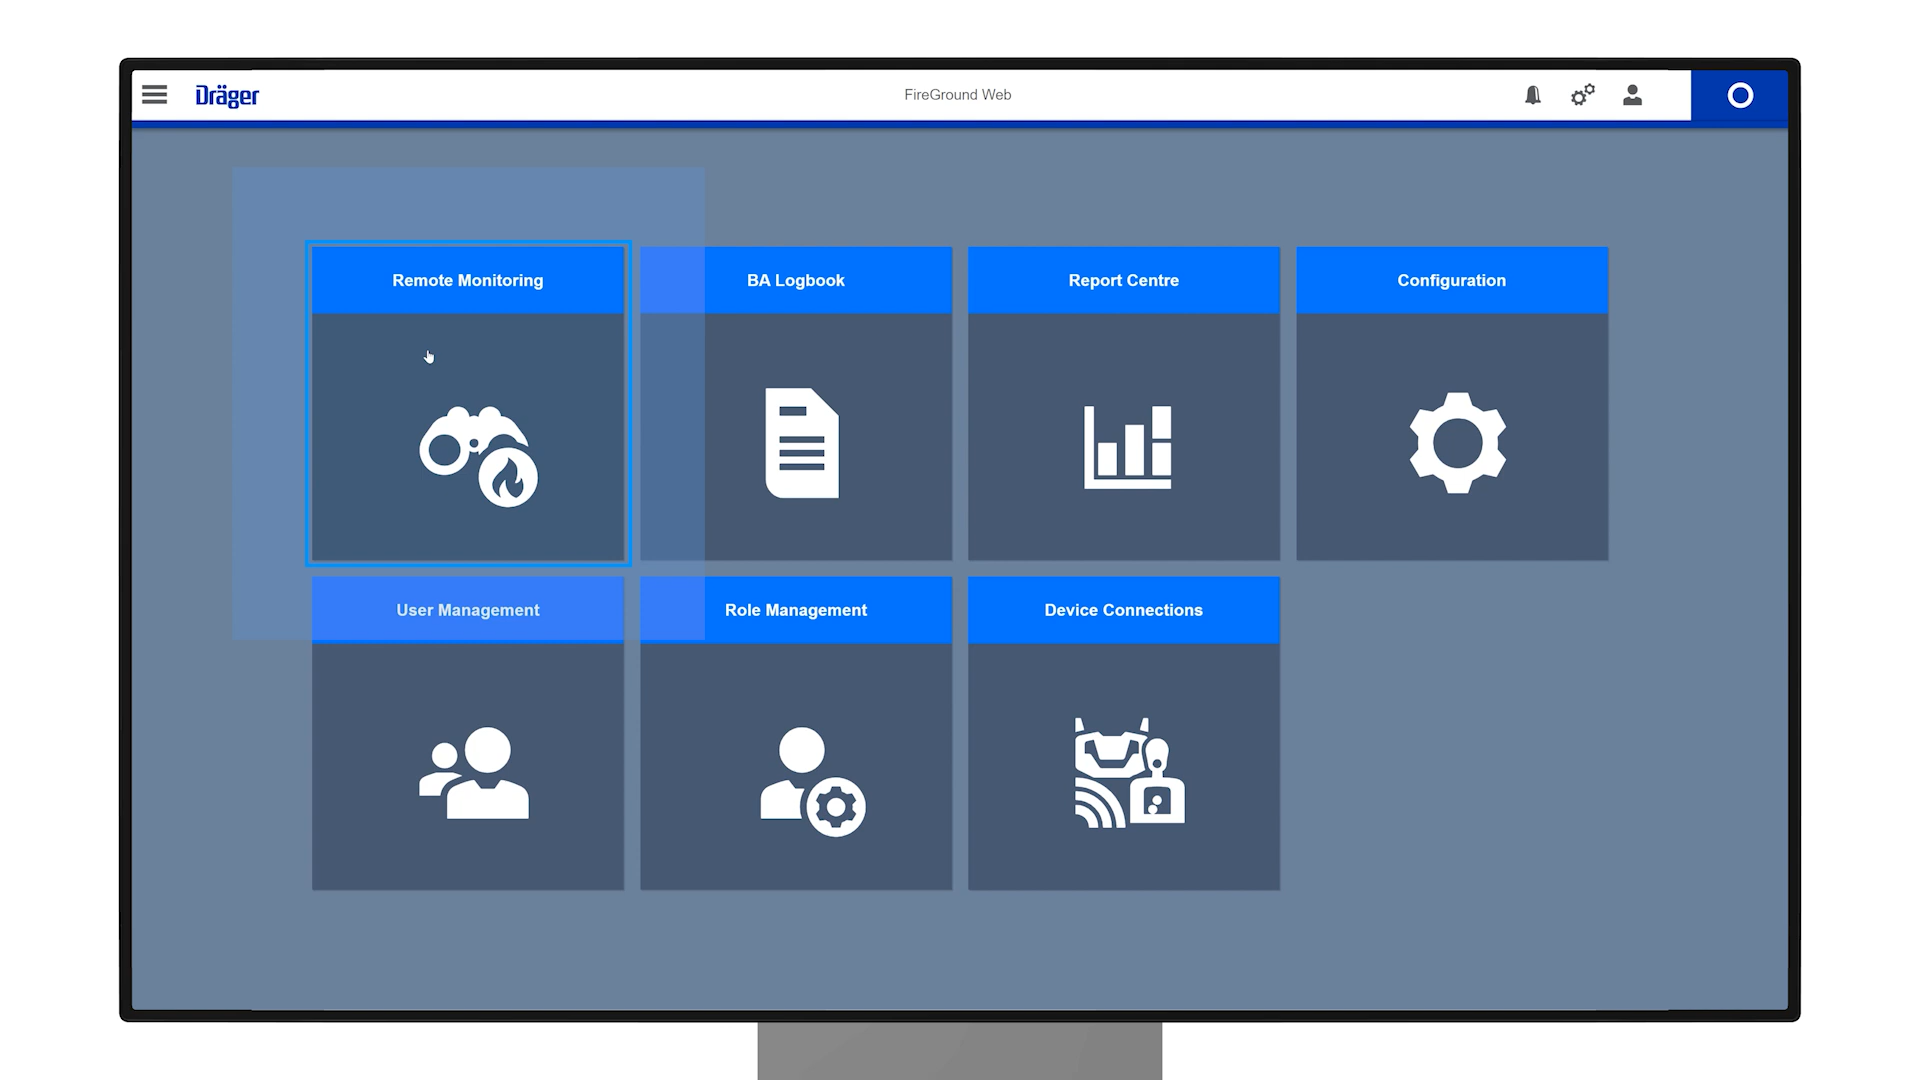 Dräger
FireGround Web
Remote Monitoring
BA Logbook
Report Centre
Configuration
User Management
Role Management
Device Connections